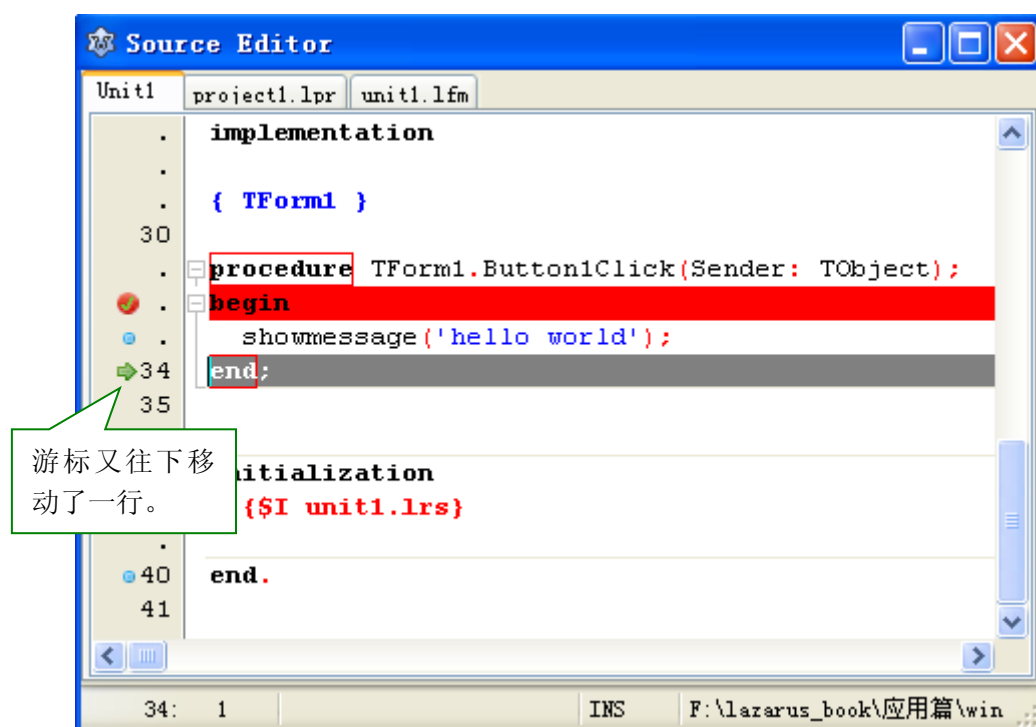 Source Editor
Unit1 project1.lpr unit1.lfm
. implementation
.
. { TForm1 }
30
. procedure TForm1.Button1Click(Sender: TObject);
. begin
. showmessage('hello world');
34 end;
35
游标又往下移
动了一行。
nitialization
{$I unit1.lrs}
.
40 end.
41
34: 1 INS F:\lazarus_book\应用篇\win